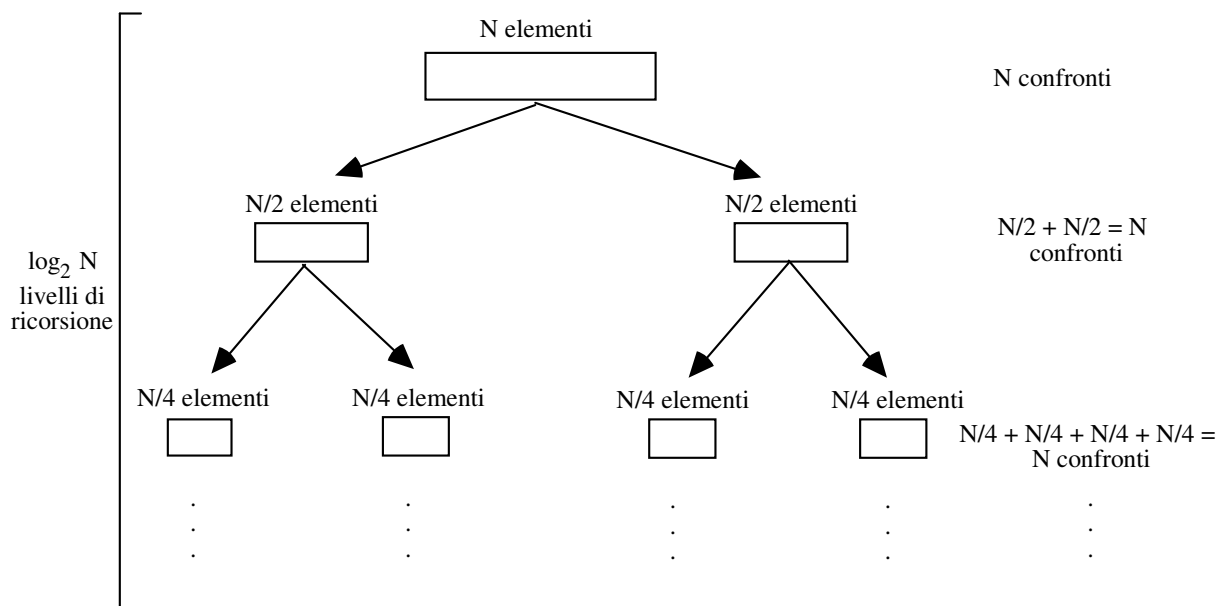 N elementi
N confronti
N/2 elementi
N/2 elementi
N/2 + N/2 = N
confronti
log₂ N
livelli di
ricorsione
N/4 elementi
N/4 elementi
N/4 elementi
N/4 elementi
N/4 + N/4 + N/4 + N/4 =
N confronti